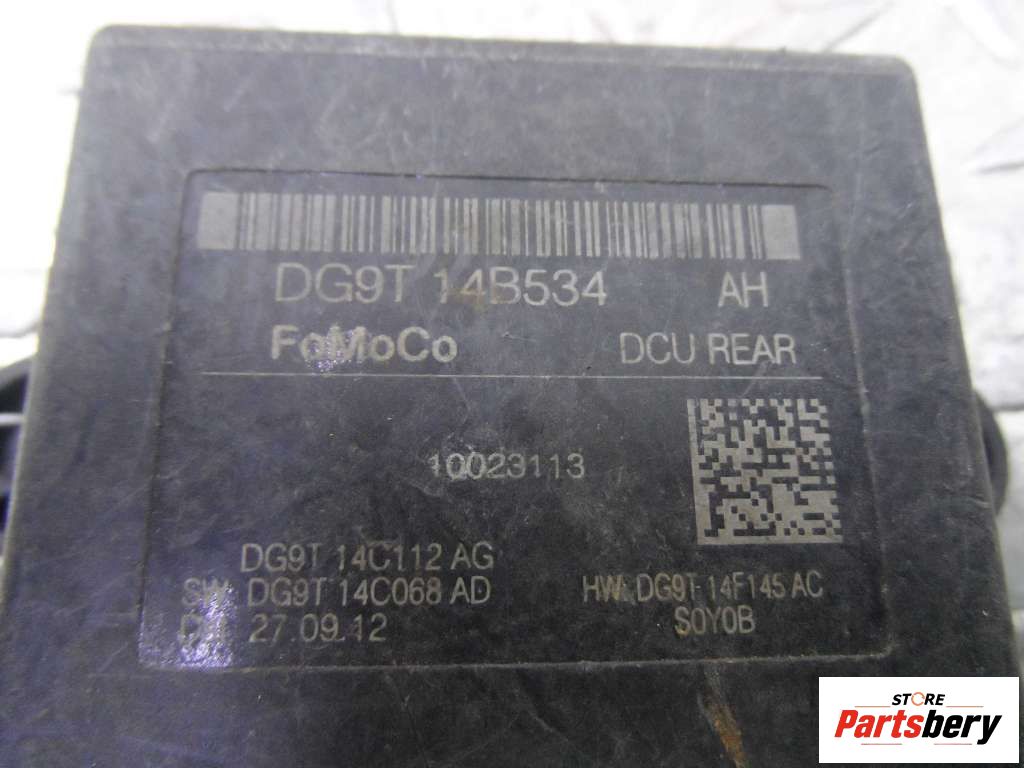 DG9T 14B534 AH
FoMoCo DCU REAR
10023113
DG9T 14C112 AG
SW: DG9T 14C068 AD
27.09.12
HW: DG9T-14F145 AC
S0Y0B
STORE
Partsbery